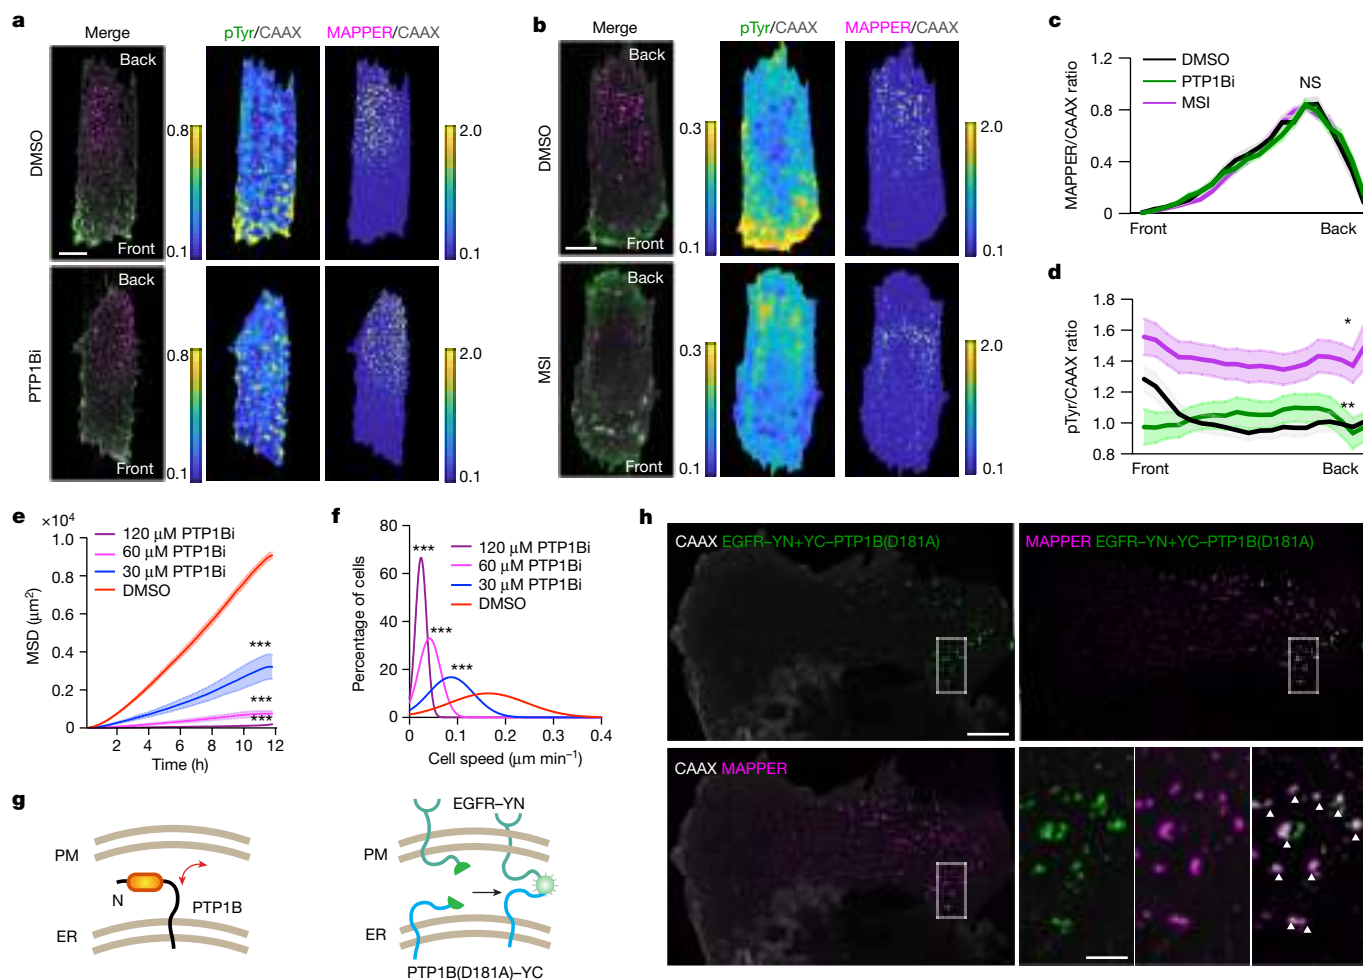 a
Merge
pTyr/CAAX
MAPPER/CAAX
DMSO
Back
Front
0.8
0.1
2.0
0.1
PTP1Bi
Back
Front
0.8
0.1
2.0
0.1
b
Merge
pTyr/CAAX
MAPPER/CAAX
DMSO
Back
Front
0.3
0.1
2.0
0.1
MSI
Back
Front
0.3
0.1
2.0
0.1
c
MAPPER/CAAX ratio
1.2
0.8
0.4
0
DMSO
PTP1Bi
MSI
NS
Front
Back
d
pTyr/CAAX ratio
1.8
1.6
1.4
1.2
1.0
0.8
*
**
Front
Back
e
×10⁴
MSD (μm²)
1.0
0.8
0.6
0.4
0.2
0
120 μM PTP1Bi
60 μM PTP1Bi
30 μM PTP1Bi
DMSO
***
***
***
2 4 6 8 10 12
Time (h)
f
Percentage of cells
80
60
40
20
0
120 μM PTP1Bi
60 μM PTP1Bi
30 μM PTP1Bi
DMSO
***
***
***
0 0.1 0.2 0.3 0.4
Cell speed (μm min⁻¹)
g
PM
N
PTP1B
ER
EGFR–YN
PM
ER
PTP1B(D181A)–YC
h
CAAX EGFR–YN+YC–PTP1B(D181A)
MAPPER EGFR–YN+YC–PTP1B(D181A)
CAAX MAPPER